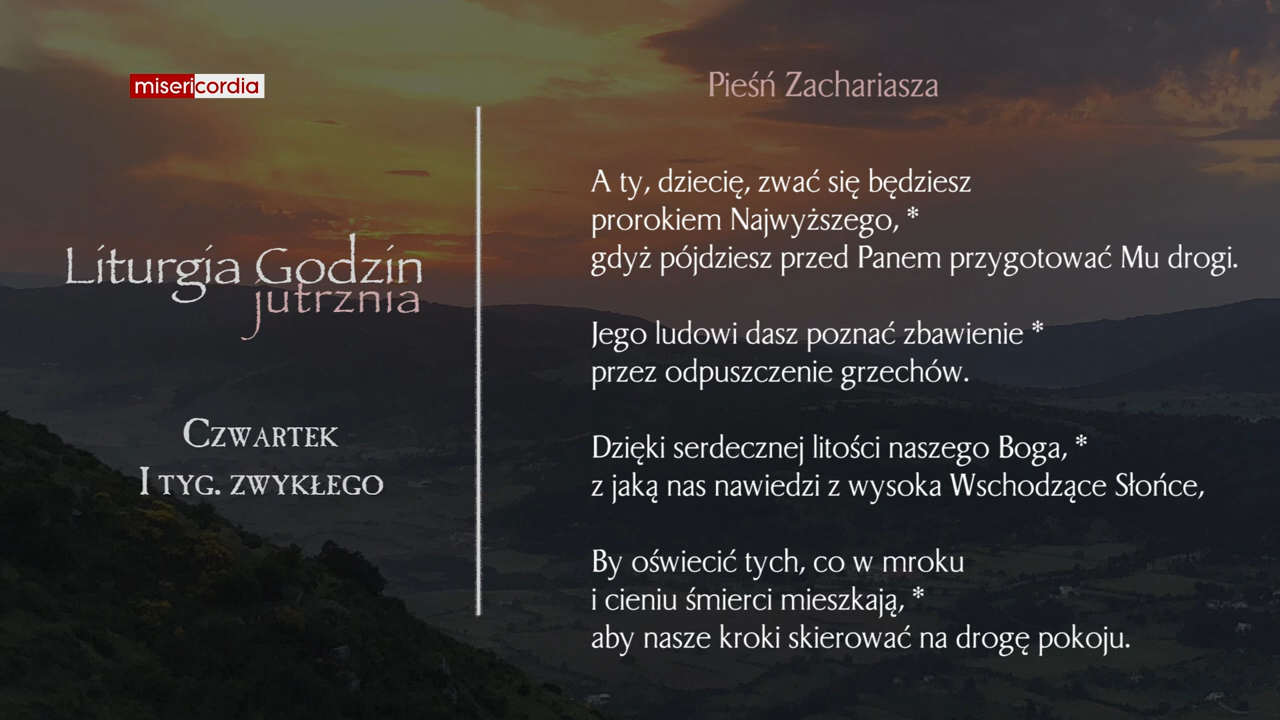 misericordia
Liturgia Godzin
jutrznia
Czwartek
I tyg. zwykłego
Pieśń Zachariasza
A ty, dziecię, zwać się będziesz
prorokiem Najwyższego, *
gdyż pójdziesz przed Panem przygotować Mu drogi.
Jego ludowi dasz poznać zbawienie *
przez odpuszczenie grzechów.
Dzięki serdecznej litości naszego Boga, *
z jaką nas nawiedzi z wysoka Wschodzące Słońce,
By oświecić tych, co w mroku
i cieniu śmierci mieszkają, *
aby nasze kroki skierować na drogę pokoju.